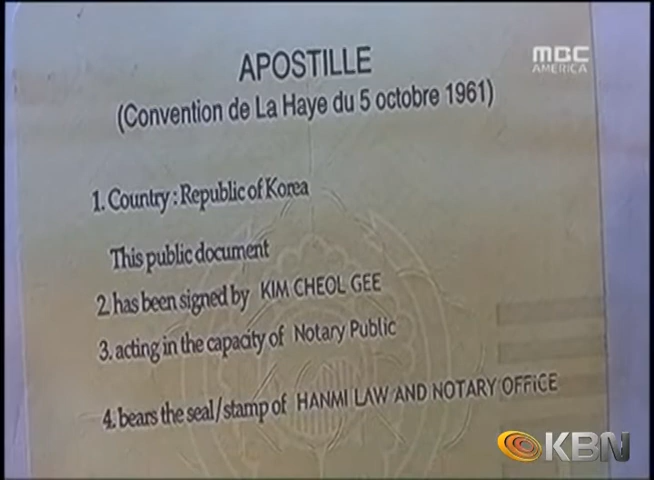 MBC
AMERICA
APOSTILLE
(Convention de La Haye du 5 octobre 1961)
1. Country : Republic of Korea
This public document
2. has been signed by KIM CHEOL GEE
3. acting in the capacity of Notary Public
4. bears the seal/stamp of HANMI LAW AND NOTARY OFFiCE
KBN